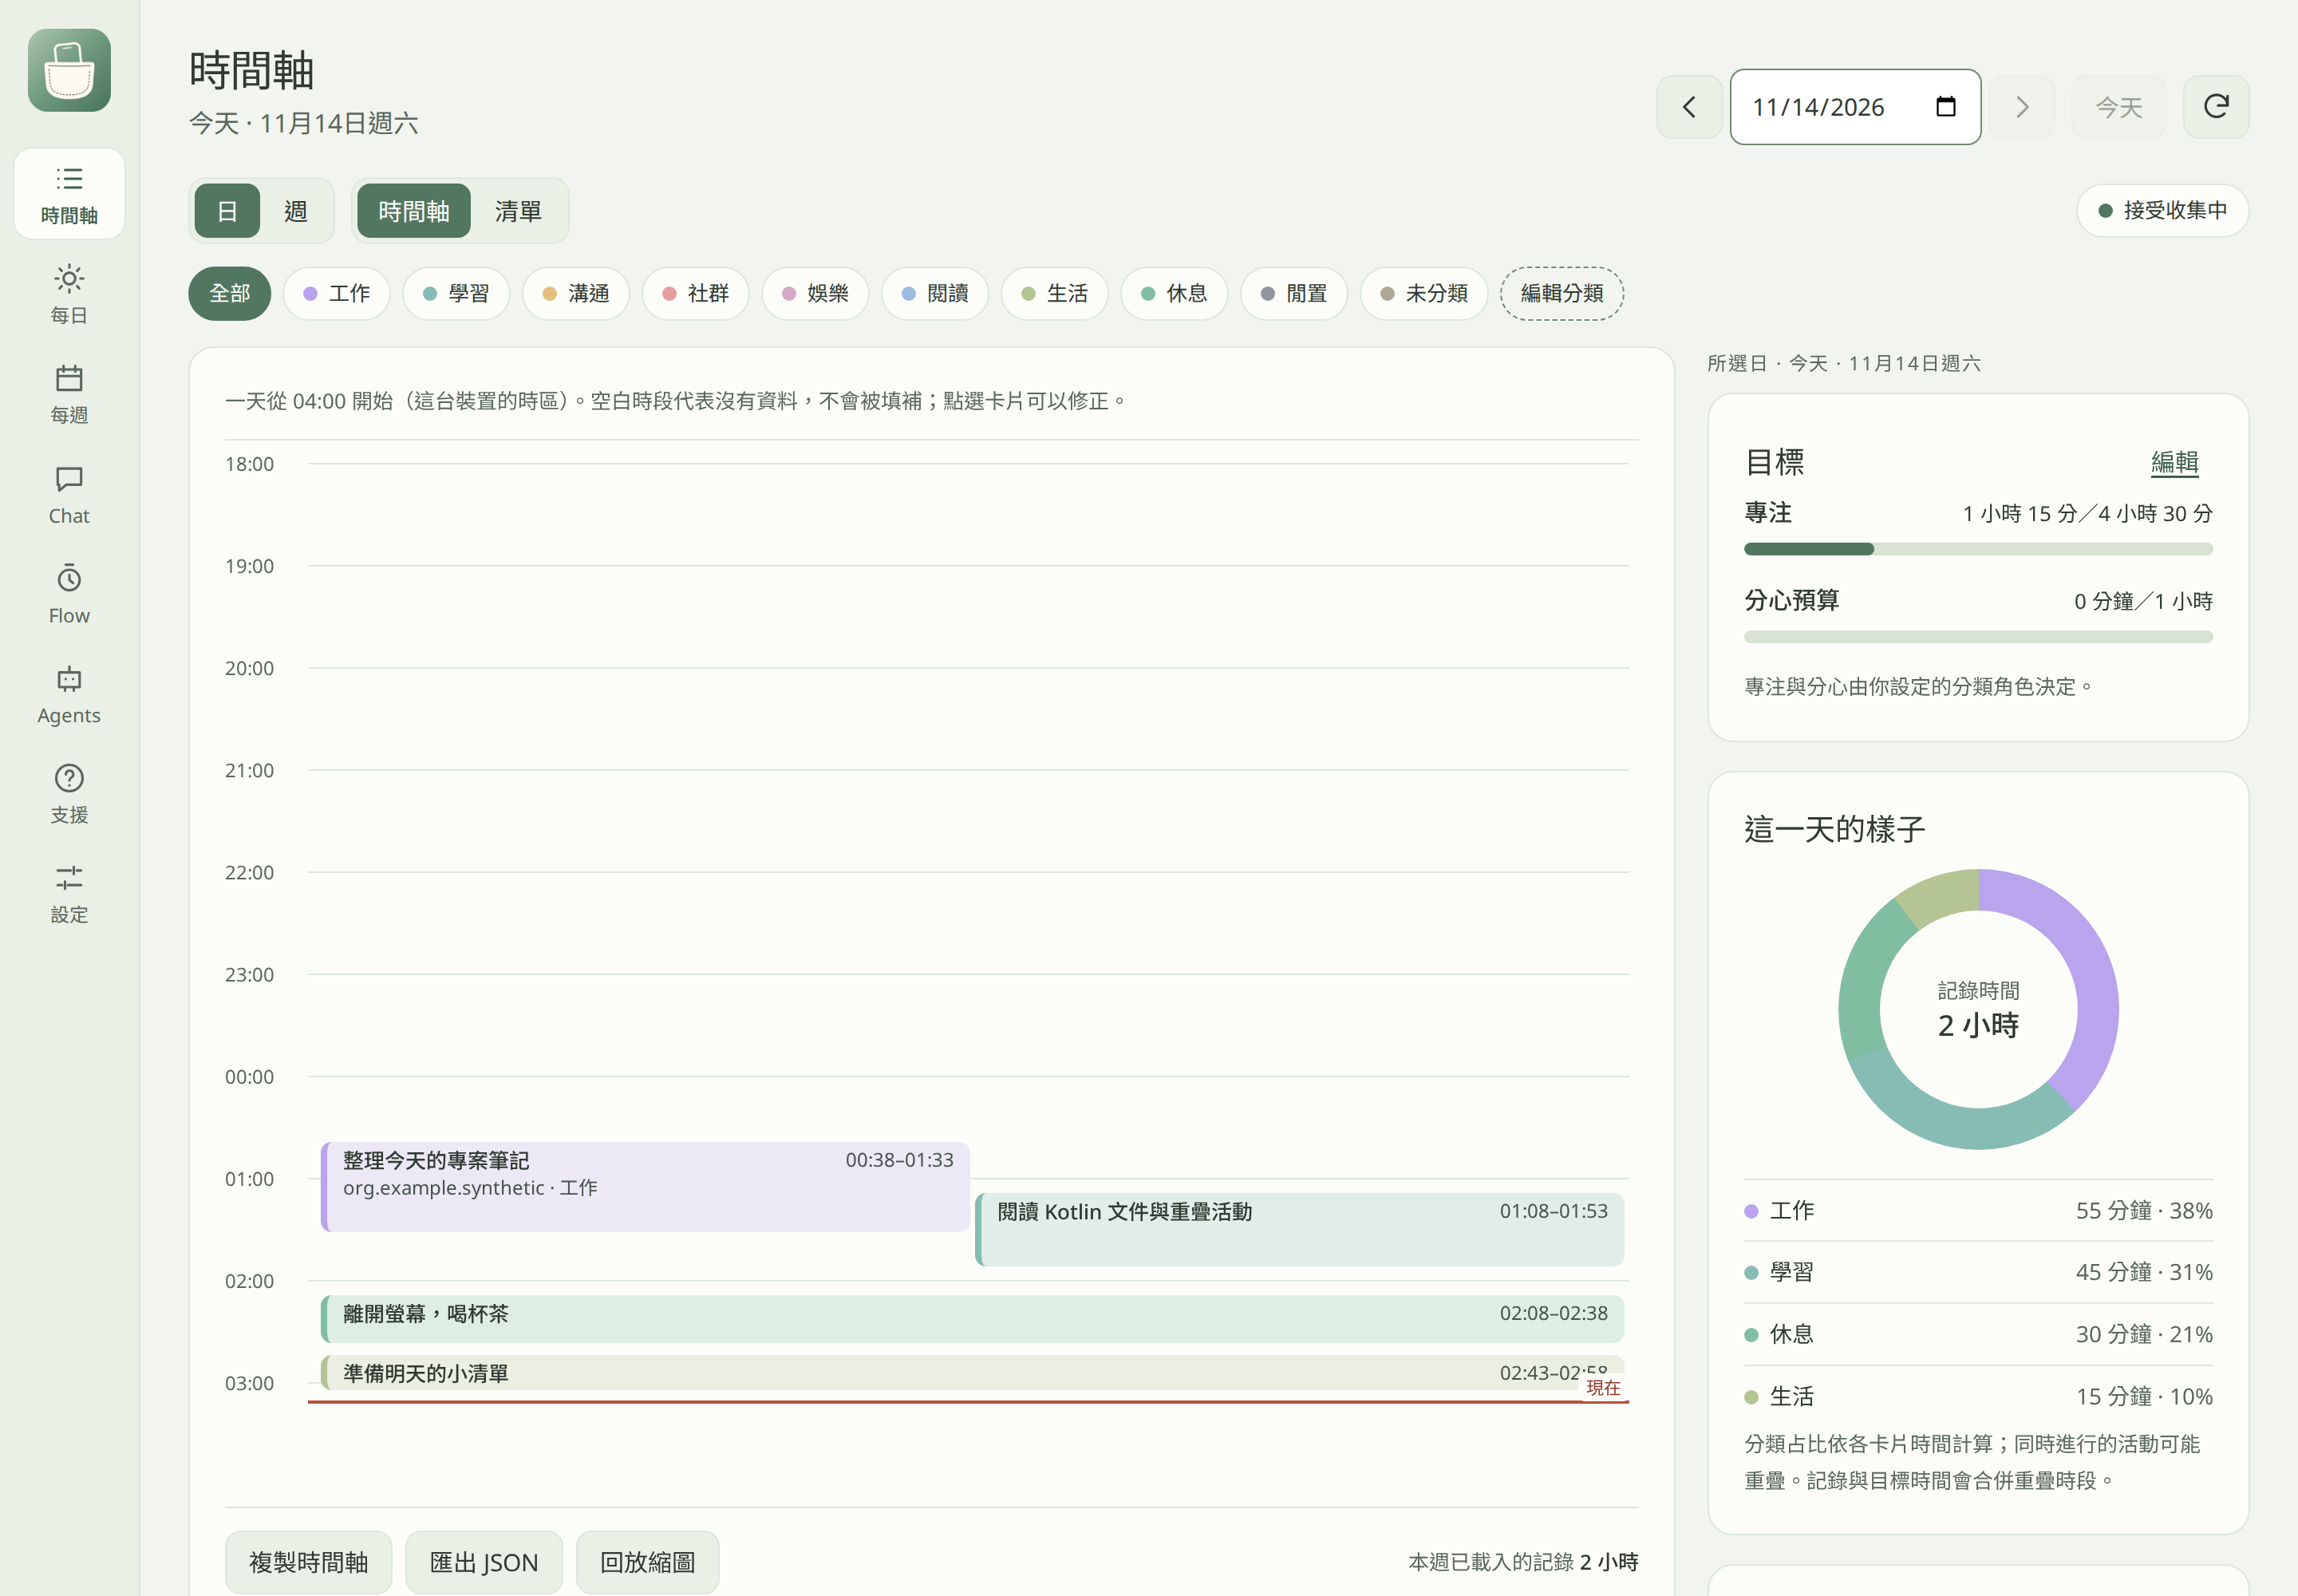 時間軸
每日
每週
Chat
Flow
Agents
支援
設定
時間軸
今天 · 11月14日週六
11/14/2026
今天
日
週
時間軸
清單
接受收集中
全部
工作
學習
溝通
社群
娛樂
閱讀
生活
休息
閒置
未分類
編輯分類
一天從 04:00 開始（這台裝置的時區）。空白時段代表沒有資料，不會被填補；點選卡片可以修正。
18:00
19:00
20:00
21:00
22:00
23:00
00:00
整理今天的專案筆記 00:38–01:33
01:00
org.example.synthetic · 工作
閱讀 Kotlin 文件與重疊活動 01:08–01:53
02:00
離開螢幕，喝杯茶 02:08–02:38
準備明天的小清單 02:43–02:58
03:00
現在
複製時間軸
匯出 JSON
回放縮圖
本週已載入的記錄 2 小時
所選日 · 今天 · 11月14日週六
目標 編輯
專注 1 小時 15 分／4 小時 30 分
分心預算 0 分鐘／1 小時
專注與分心由你設定的分類角色決定。
這一天的樣子
記錄時間
2 小時
工作 55 分鐘 · 38%
學習 45 分鐘 · 31%
休息 30 分鐘 · 21%
生活 15 分鐘 · 10%
分類占比依各卡片時間計算；同時進行的活動可能
重疊。記錄與目標時間會合併重疊時段。